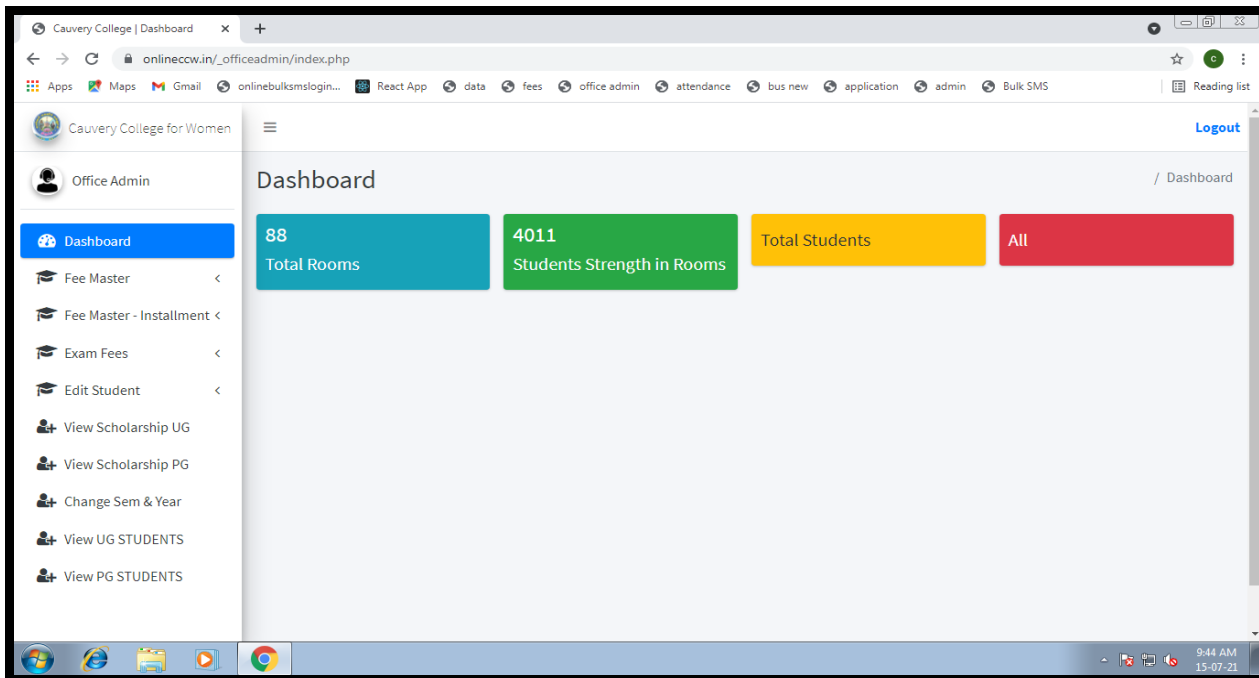 Cauvery College | Dashboard
onlineccw.in/_officeadmin/index.php
Apps Maps Gmail onlinebulksmslogin... React App data fees office admin attendance bus new application admin Bulk SMS Reading list
Cauvery College for Women
Logout
Office Admin
Dashboard
/ Dashboard
88
Total Rooms
4011
Students Strength in Rooms
Total Students
All
Dashboard
Fee Master
Fee Master - Installment
Exam Fees
Edit Student
View Scholarship UG
View Scholarship PG
Change Sem & Year
View UG STUDENTS
View PG STUDENTS
9:44 AM
15-07-21